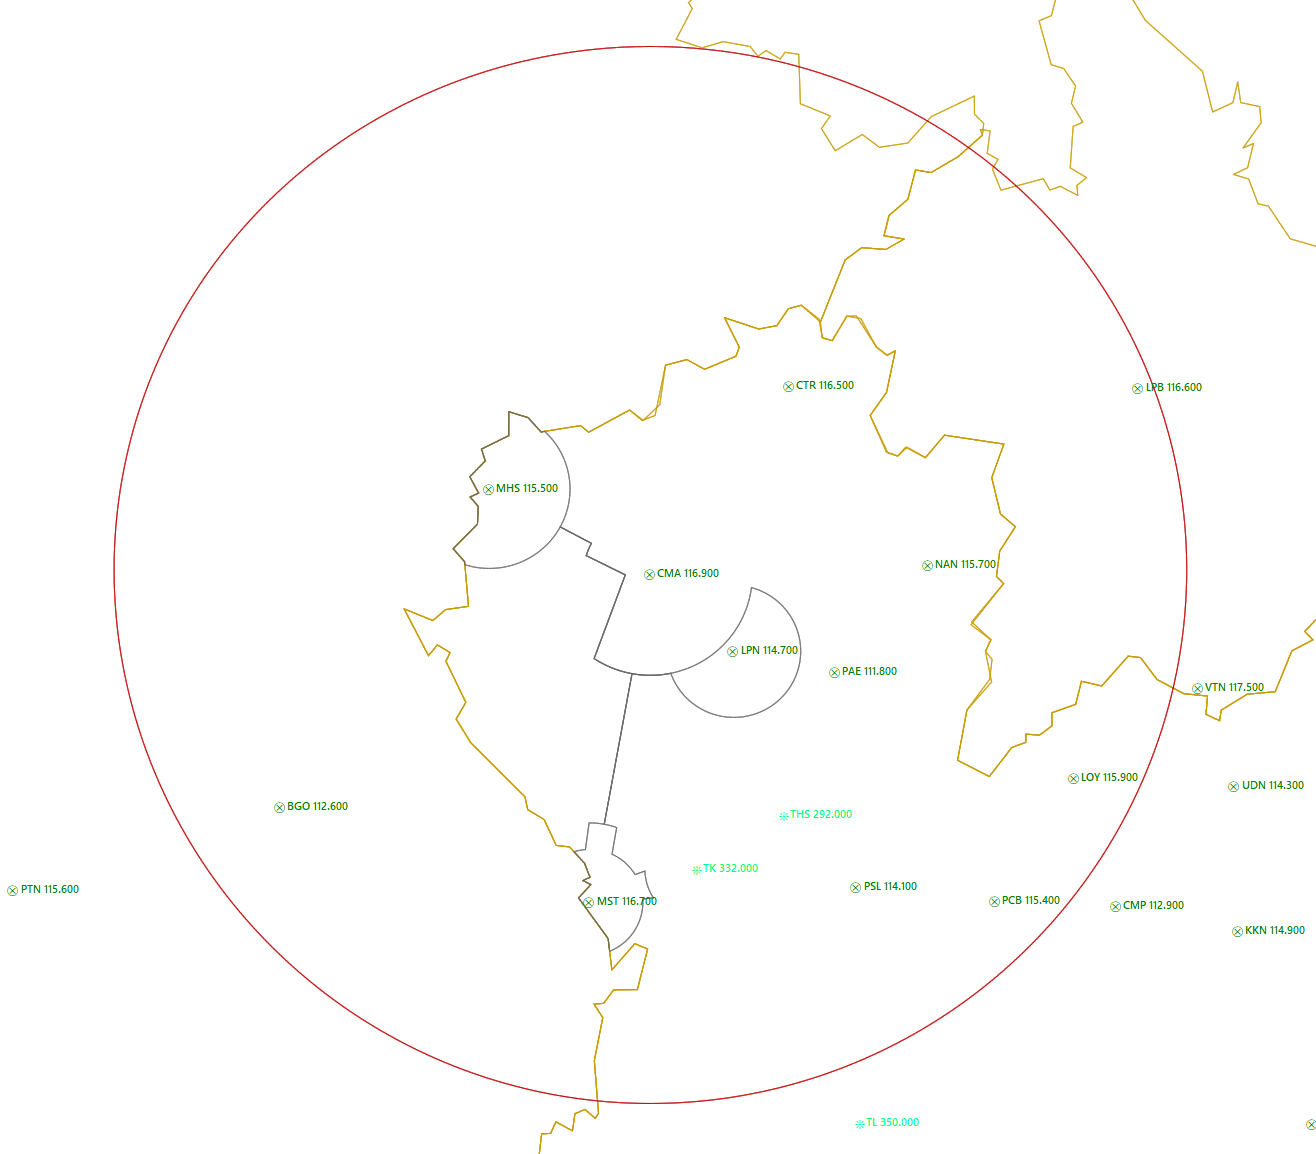 CTR 116.500
LPB 116.600
MHS 115.500
NAN 115.700
CMA 116.900
LPN 114.700
PAE 111.800
VTN 117.500
LOY 115.900
UDN 114.300
BGO 112.600
THS 292.000
TK 332.000
PSL 114.100
PTN 115.600
MST 116.700
PCB 115.400
CMP 112.900
KKN 114.900
TL 350.000